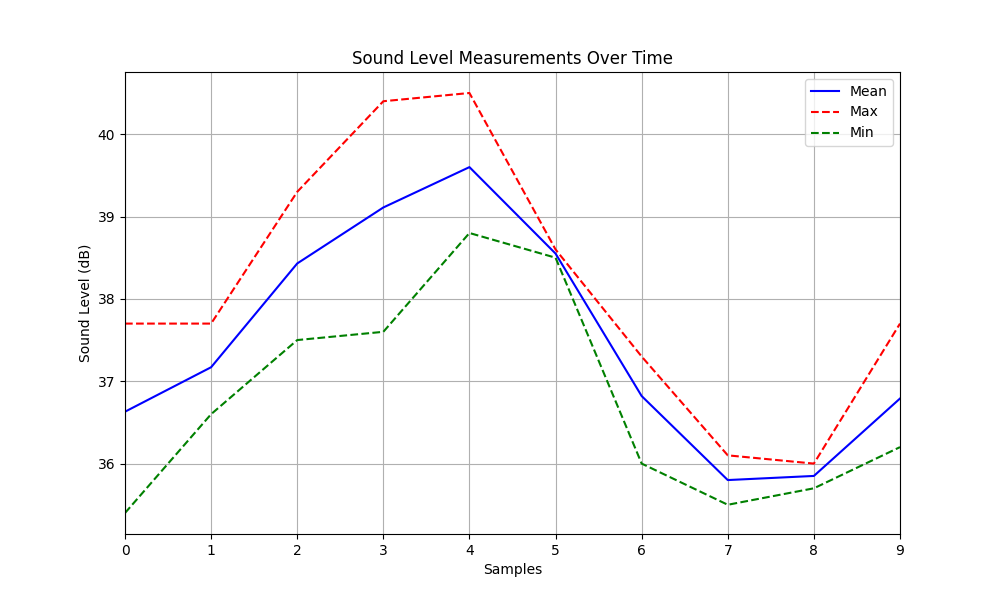 Sound Level Measurements Over Time
Mean
Max
Min
40
39
38
37
36
Sound Level (dB)
0 1 2 3 4 5 6 7 8 9
Samples